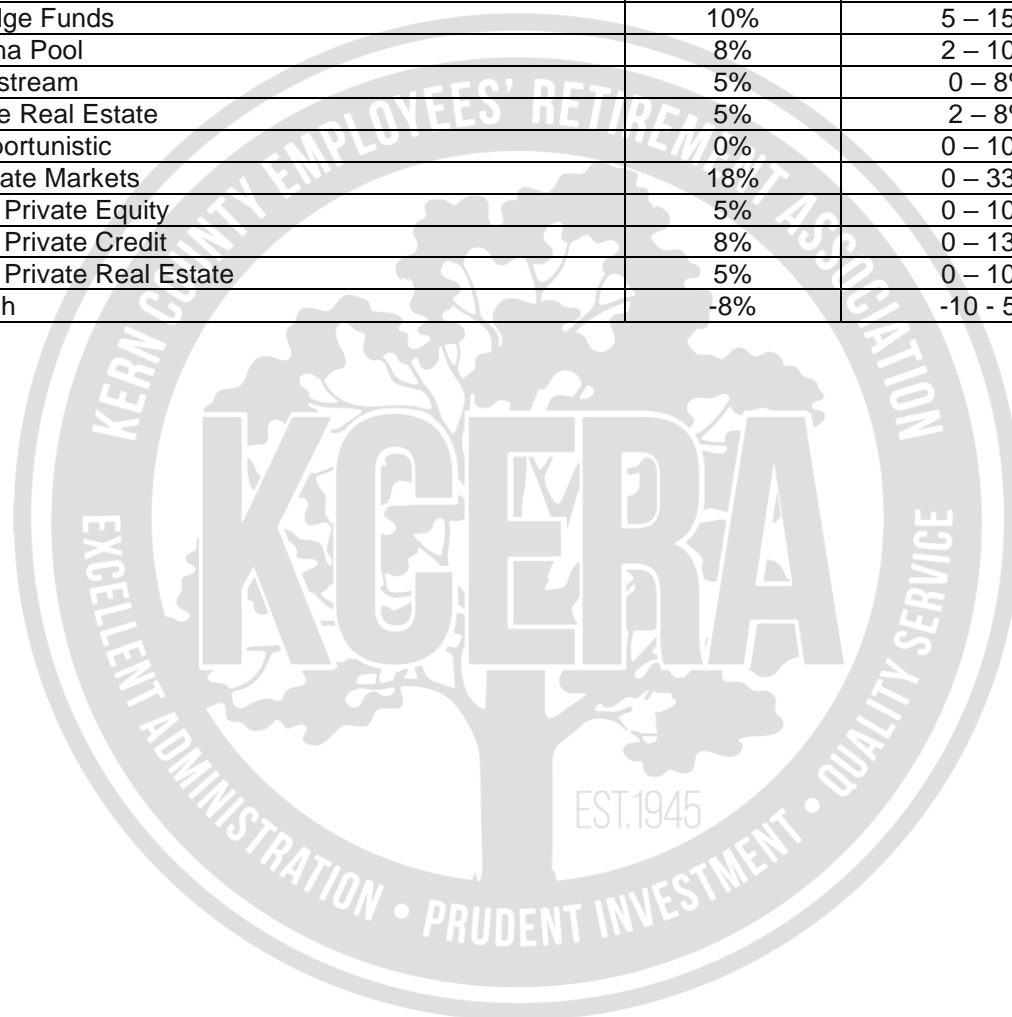 lge Funds 10% 5 – 15
na Pool 8% 2 – 10
stream 5% 0 – 8
e Real Estate 5% 2 – 8
portunistic 0% 0 – 10
ate Markets 18% 0 – 33
Private Equity 5% 0 – 10
Private Credit 8% 0 – 13
Private Real Estate 5% 0 – 10
h -8% -10 - 5
KERN COUNTY EMPLOYEES' RETIREMENT ASSOCIATION
KCERA
EST.1945
EXCELLENT ADMINISTRATION • PRUDENT INVESTMENT • QUALITY SERVICE